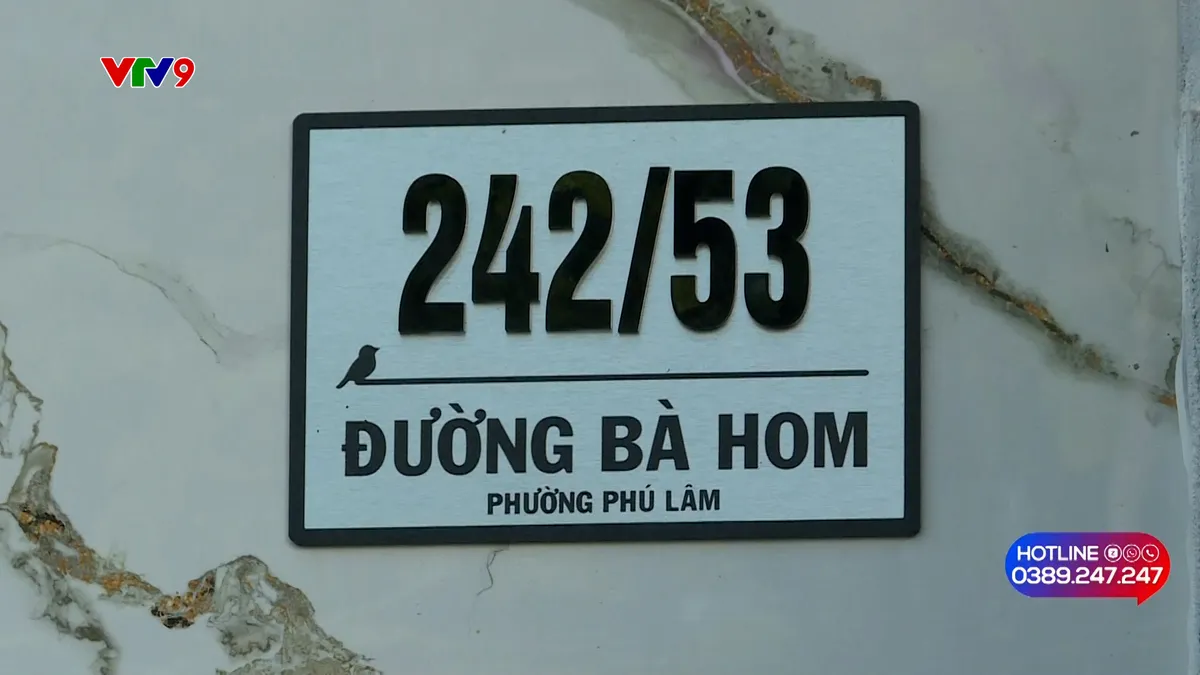 VTV9
242/53
ĐƯỜNG BÀ HOM
PHƯỜNG PHÚ LÂM
HOTLINE
0389.247.247